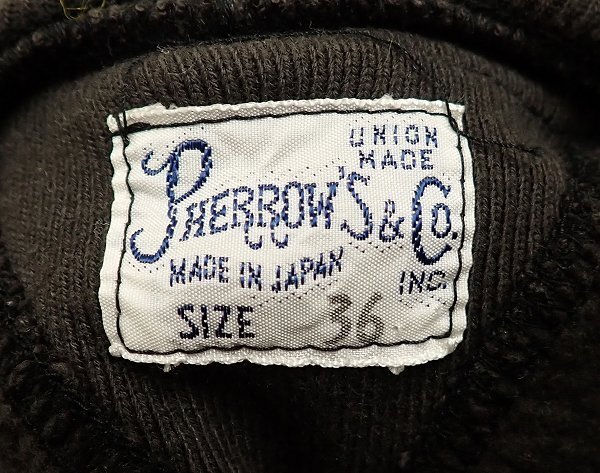 UNION
MADE
PHERROW'S & CO.
MADE IN JAPAN INC.
SIZE 36